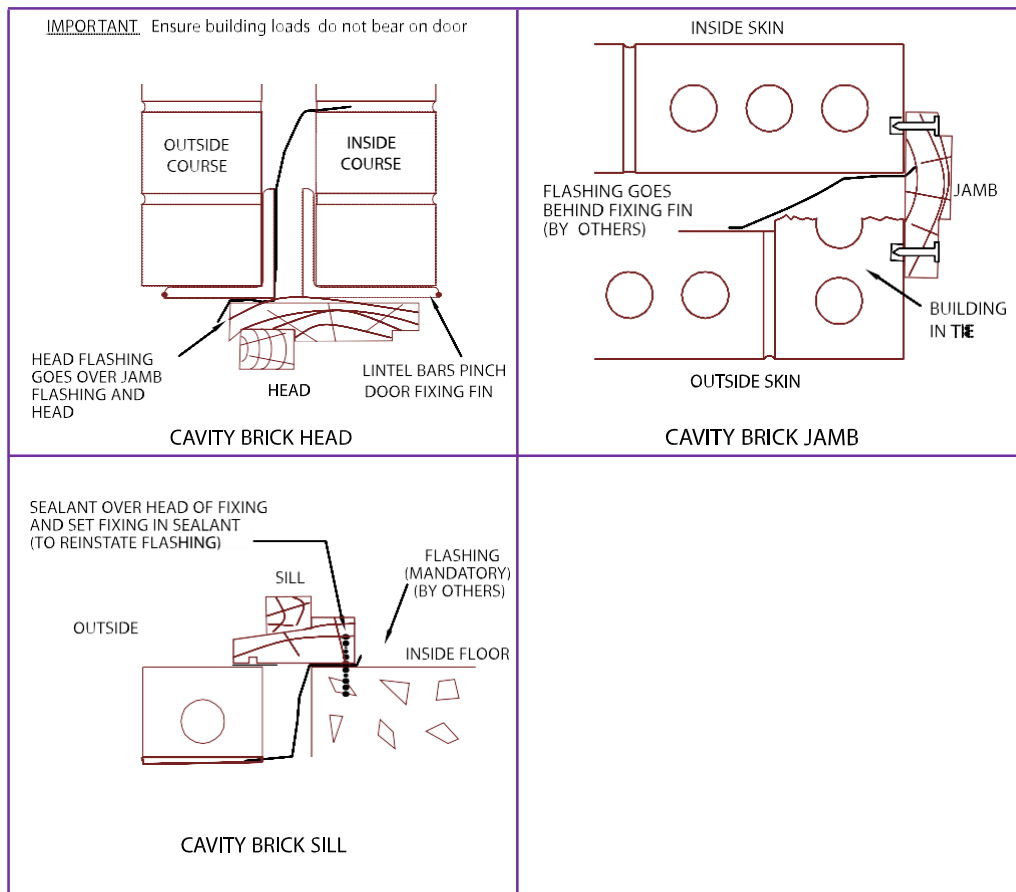 IMPORTANT Ensure building loads do not bear on door
OUTSIDE
COURSE
INSIDE
COURSE
HEAD FLASHING
GOES OVER JAMB
FLASHING AND
HEAD
HEAD
LINTEL BARS PINCH
DOOR FIXING FIN
CAVITY BRICK HEAD
INSIDE SKIN
FLASHING GOES
BEHIND FIXING FIN
(BY OTHERS)
JAMB
BUILDING
IN TIE
OUTSIDE SKIN
CAVITY BRICK JAMB
SEALANT OVER HEAD OF FIXING
AND SET FIXING IN SEALANT
(TO REINSTATE FLASHING)
FLASHING
(MANDATORY)
(BY OTHERS)
SILL
OUTSIDE
INSIDE FLOOR
CAVITY BRICK SILL